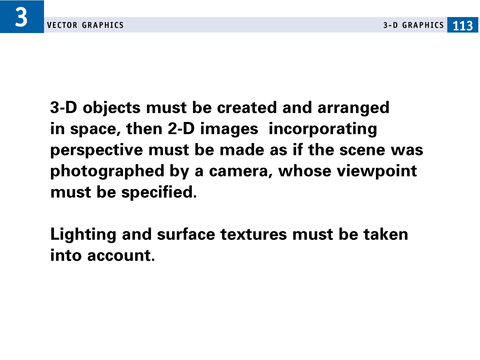 3
VECTOR GRAPHICS
3-D GRAPHICS 113
3-D objects must be created and arranged
in space, then 2-D images  incorporating
perspective must be made as if the scene was
photographed by a camera, whose viewpoint
must be specified.
Lighting and surface textures must be taken
into account.